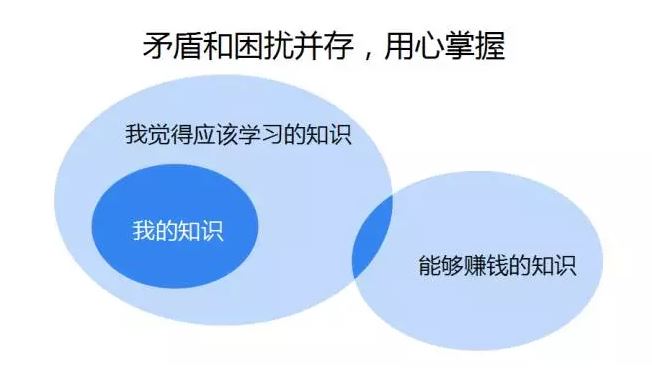 矛盾和困扰并存，用心掌握
我觉得应该学习的知识
我的知识
能够赚钱的知识